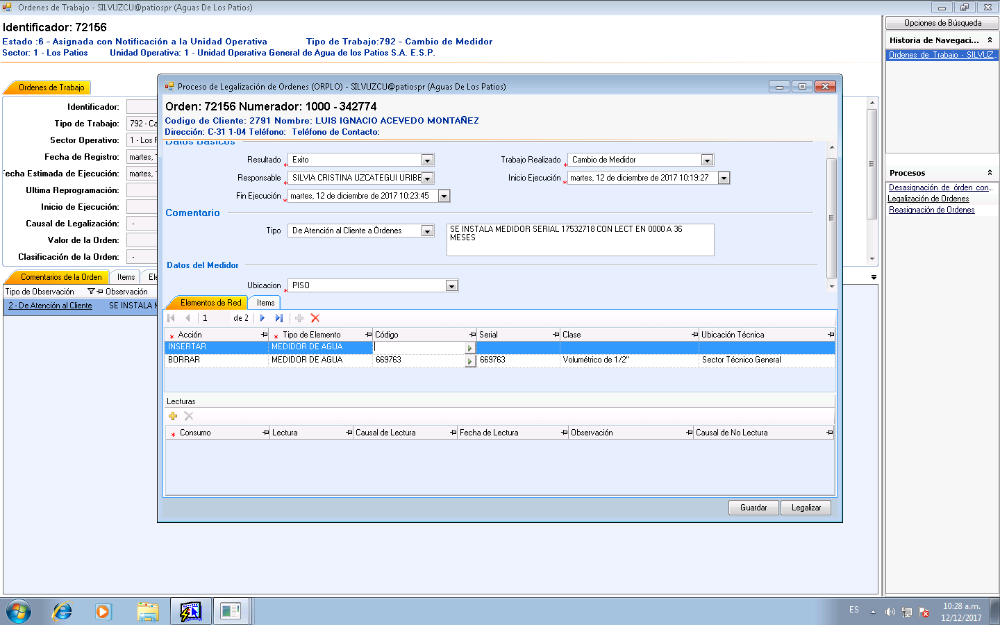 Ordenes de Trabajo - SILVUZCU@patiospr (Aguas De Los Patios)
Identificador: 72156
Estado :6 - Asignada con Notificación a la Unidad Operativa Tipo de Trabajo:792 - Cambio de Medidor
Sector: 1 - Los Patios Unidad Operativa: 1 - Unidad Operativa General de Agua de los Patios S.A. E.S.P.
Ordenes de Trabajo
Identificador:
Tipo de Trabajo: 792 - Ca
Sector Operativo: 1 - Los F
Fecha de Registro: martes,
Fecha Estimada de Ejecución: martes,
Ultima Reprogramación:
Inicio de Ejecución:
Causal de Legalización: -
Valor de la Orden:
Clasificación de la Orden: -
Comentarios de la Orden Items Ele
Tipo de Observación Observación
2 - De Atención al Cliente SE INSTALA M
Proceso de Legalización de Ordenes (ORPLO) - SILVUZCU@patiospr (Aguas De Los Patios)
Orden: 72156 Numerador: 1000 - 342774
Codigo de Cliente: 2791 Nombre: LUIS IGNACIO ACEVEDO MONTAÑEZ
Dirección: C-31 1-04 Teléfono: Teléfono de Contacto:
Datos Básicos
Resultado * Exito Trabajo Realizado * Cambio de Medidor
Responsable * SILVIA CRISTINA UZCATEGUI URIBE Inicio Ejecución * martes, 12 de diciembre de 2017 10:19:27
Fin Ejecución * martes, 12 de diciembre de 2017 10:23:45
Comentario
Tipo De Atención al Cliente a Órdenes SE INSTALA MEDIDOR SERIAL 17532718 CON LECT EN 0000 A 36
MESES
Datos del Medidor
Ubicacion * PISO
Elementos de Red Items
1 de 2
* Acción * Tipo de Elemento Código Serial Clase Ubicación Técnica
INSERTAR MEDIDOR DE AGUA
BORRAR MEDIDOR DE AGUA 669763 669763 Volumétrico de 1/2" Sector Técnico General
Lecturas
* Consumo Lectura Causal de Lectura Fecha de Lectura Observación Causal de No Lectura
Guardar Legalizar
Opciones de Búsqueda
Historia de Navegaci...
Ordenes de Trabajo - SILVUZ...
Procesos
Desasignación de órden con...
Legalización de Ordenes
Reasignación de Ordenes
ES
10:28 a.m.
12/12/2017